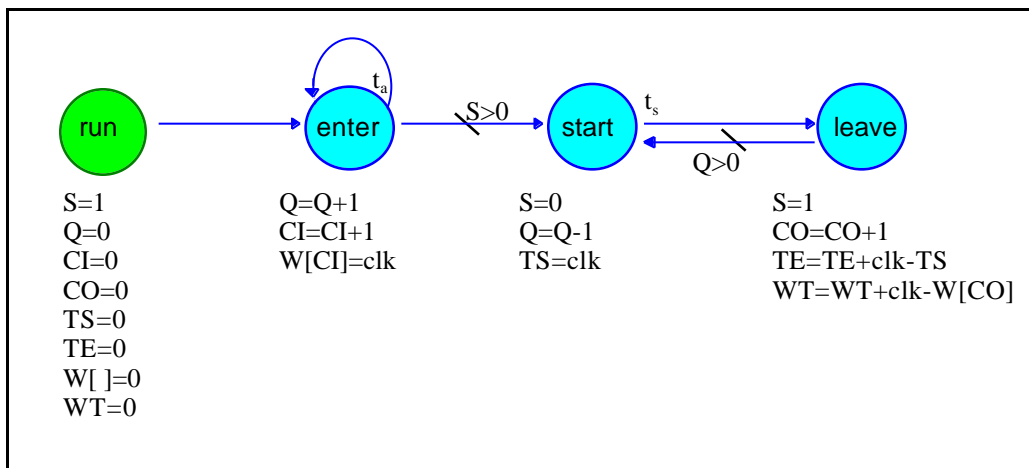 run
enter
start
leave
t_a
S>0
t_s
Q>0
S=1
Q=0
CI=0
CO=0
TS=0
TE=0
W[ ]=0
WT=0
Q=Q+1
CI=CI+1
W[CI]=clk
S=0
Q=Q-1
TS=clk
S=1
CO=CO+1
TE=TE+clk-TS
WT=WT+clk-W[CO]